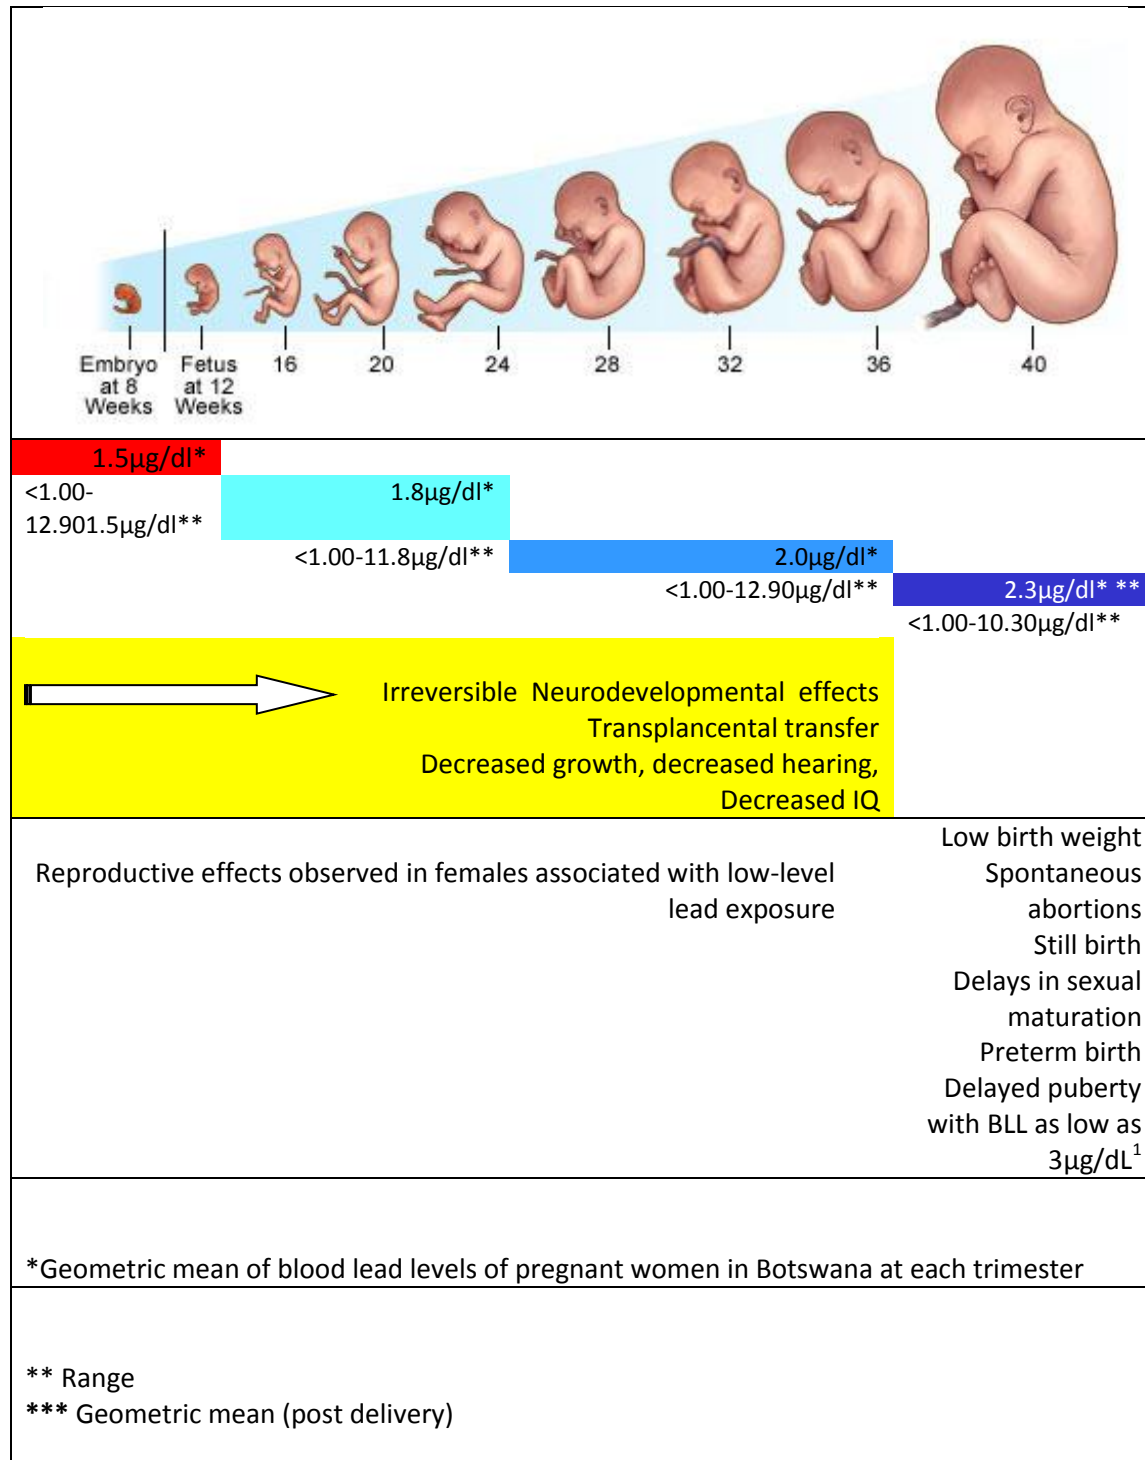 Embryo at 8 Weeks
Fetus at 12 Weeks
16
20
24
28
32
36
40
1.5µg/dl*
<1.00-
12.901.5µg/dl**
1.8µg/dl*
<1.00-11.8µg/dl**
2.0µg/dl*
<1.00-12.90µg/dl**
2.3µg/dl* **
<1.00-10.30µg/dl**
Irreversible Neurodevelopmental effects
Transplancental transfer
Decreased growth, decreased hearing,
Decreased IQ
Reproductive effects observed in females associated with low-level
lead exposure
Low birth weight
Spontaneous
abortions
Still birth
Delays in sexual
maturation
Preterm birth
Delayed puberty
with BLL as low as
3µg/dL¹
*Geometric mean of blood lead levels of pregnant women in Botswana at each trimester
** Range
*** Geometric mean (post delivery)